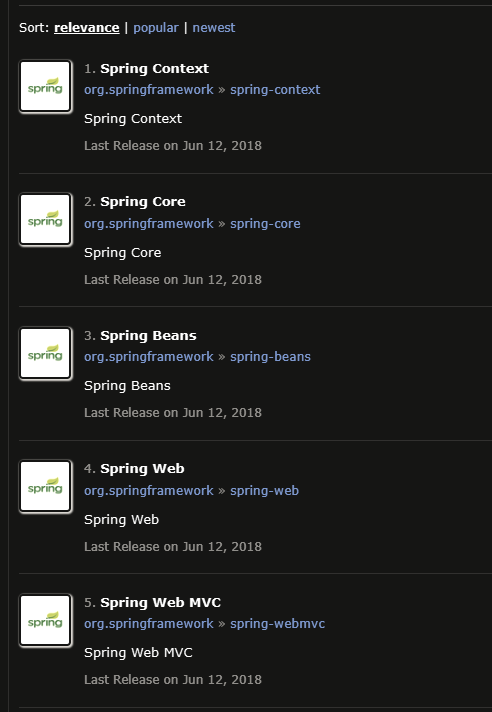 Sort: relevance | popular | newest
spring
1. Spring Context
org.springframework » spring-context
Spring Context
Last Release on Jun 12, 2018
spring
2. Spring Core
org.springframework » spring-core
Spring Core
Last Release on Jun 12, 2018
spring
3. Spring Beans
org.springframework » spring-beans
Spring Beans
Last Release on Jun 12, 2018
spring
4. Spring Web
org.springframework » spring-web
Spring Web
Last Release on Jun 12, 2018
spring
5. Spring Web MVC
org.springframework » spring-webmvc
Spring Web MVC
Last Release on Jun 12, 2018